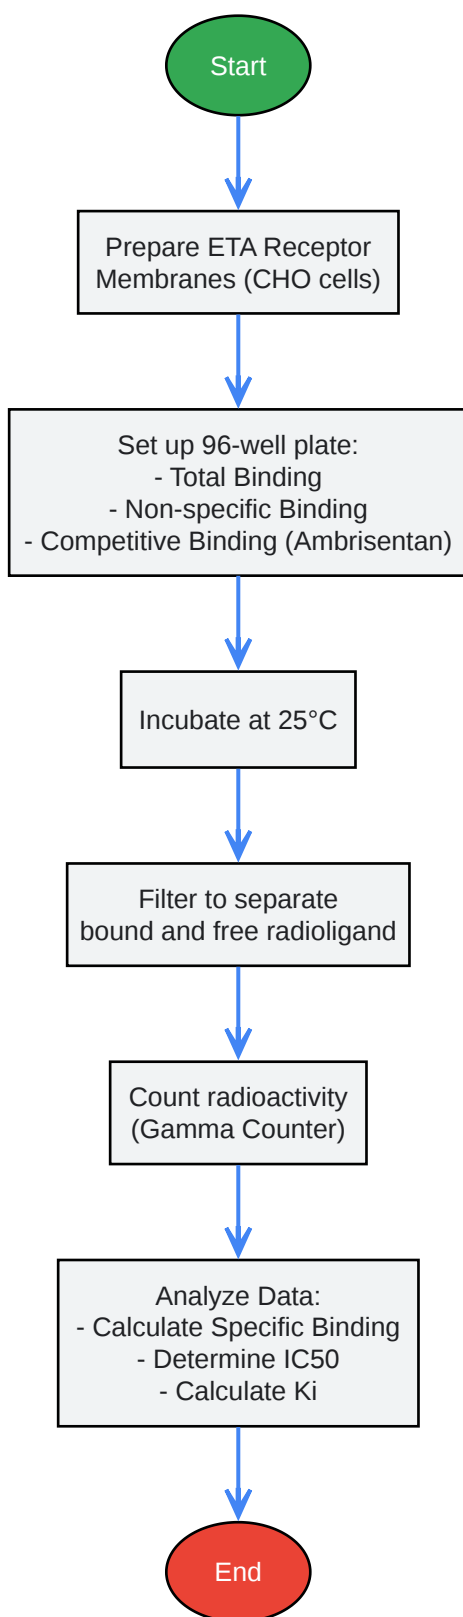 Start
Prepare ETA Receptor
Membranes (CHO cells)
Set up 96-well plate:
- Total Binding
- Non-specific Binding
- Competitive Binding (Ambrisentan)
Incubate at 25°C
Filter to separate
bound and free radioligand
Count radioactivity
(Gamma Counter)
Analyze Data:
- Calculate Specific Binding
- Determine IC50
- Calculate Ki
End